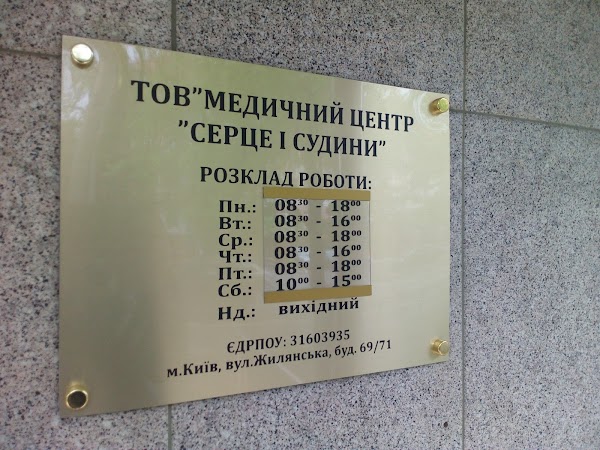 ТОВ”МЕДИЧНИЙ ЦЕНТР
”СЕРЦЕ І СУДИНИ”
РОЗКЛАД РОБОТИ:
Пн.: 08³⁰ - 18⁰⁰
Вт.: 08³⁰ - 16⁰⁰
Ср.: 08³⁰ - 18⁰⁰
Чт.: 08³⁰ - 16⁰⁰
Пт.: 08³⁰ - 18⁰⁰
Сб.: 10⁰⁰ - 15⁰⁰
Нд.: вихідний
ЄДРПОУ: 31603935
м.Київ, вул.Жилянська, буд. 69/71